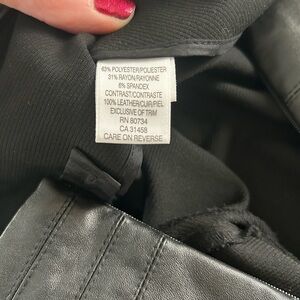 63% POLYESTER/POLIESTER
31% RAYON/RAYONNE
6% SPANDEX
CONTRAST/CONTRASTE
100% LEATHER/CUIR/PIEL
EXCLUSIVE OF TRIM
RN 80734
CA 31458
CARE ON REVERSE